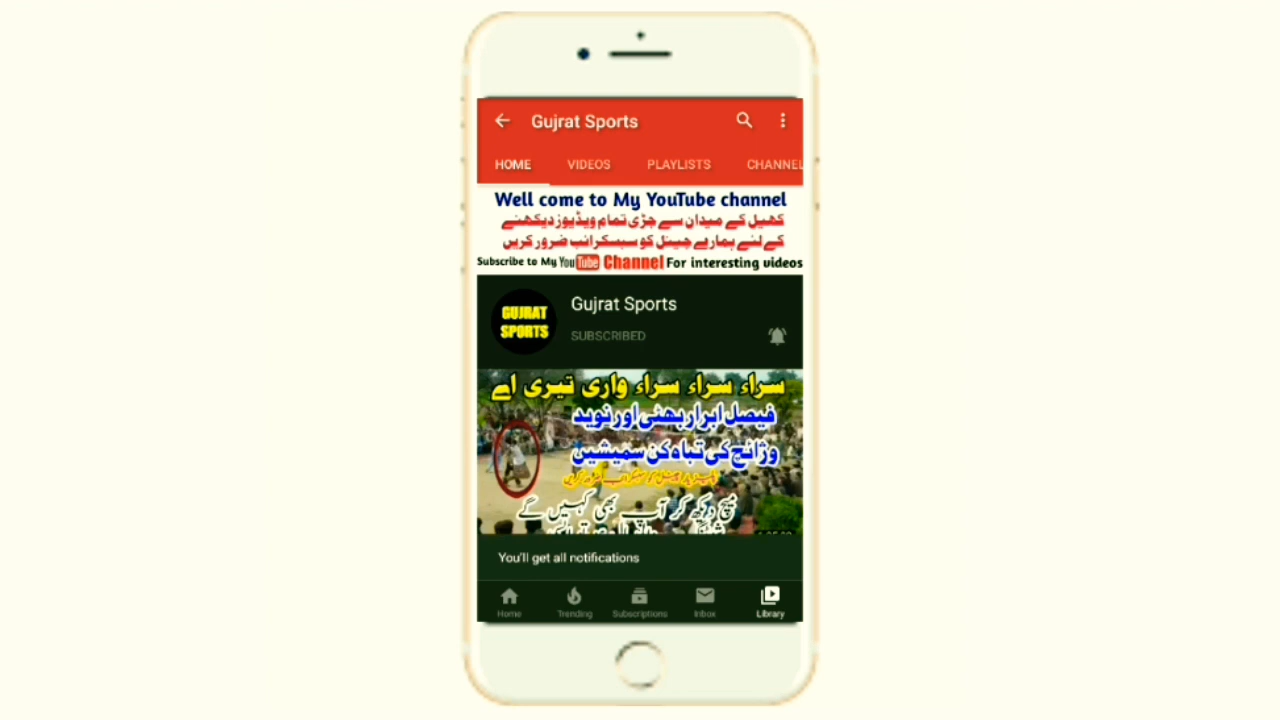 Gujrat Sports
HOME VIDEOS PLAYLISTS CHANNEL
Well come to My YouTube channel
کھیل کے میدان سے جڑی تمام ویڈیوز دیکھنے
کے لئے ہمارے چینل کو سبسکرائب ضرور کریں
Subscribe to My YouTube Channel For interesting videos
GUJRAT
SPORTS
Gujrat Sports
SUBSCRIBED
سراء سراء سراء واری تیری اے
فیصل ابرار بھٹی اور نوید
وڑائچ کی تباہ کن سمیشیں
میچ دیکھ کر آپ بھی کہیں گے
You'll get all notifications
Home Trending Subscriptions Inbox Library